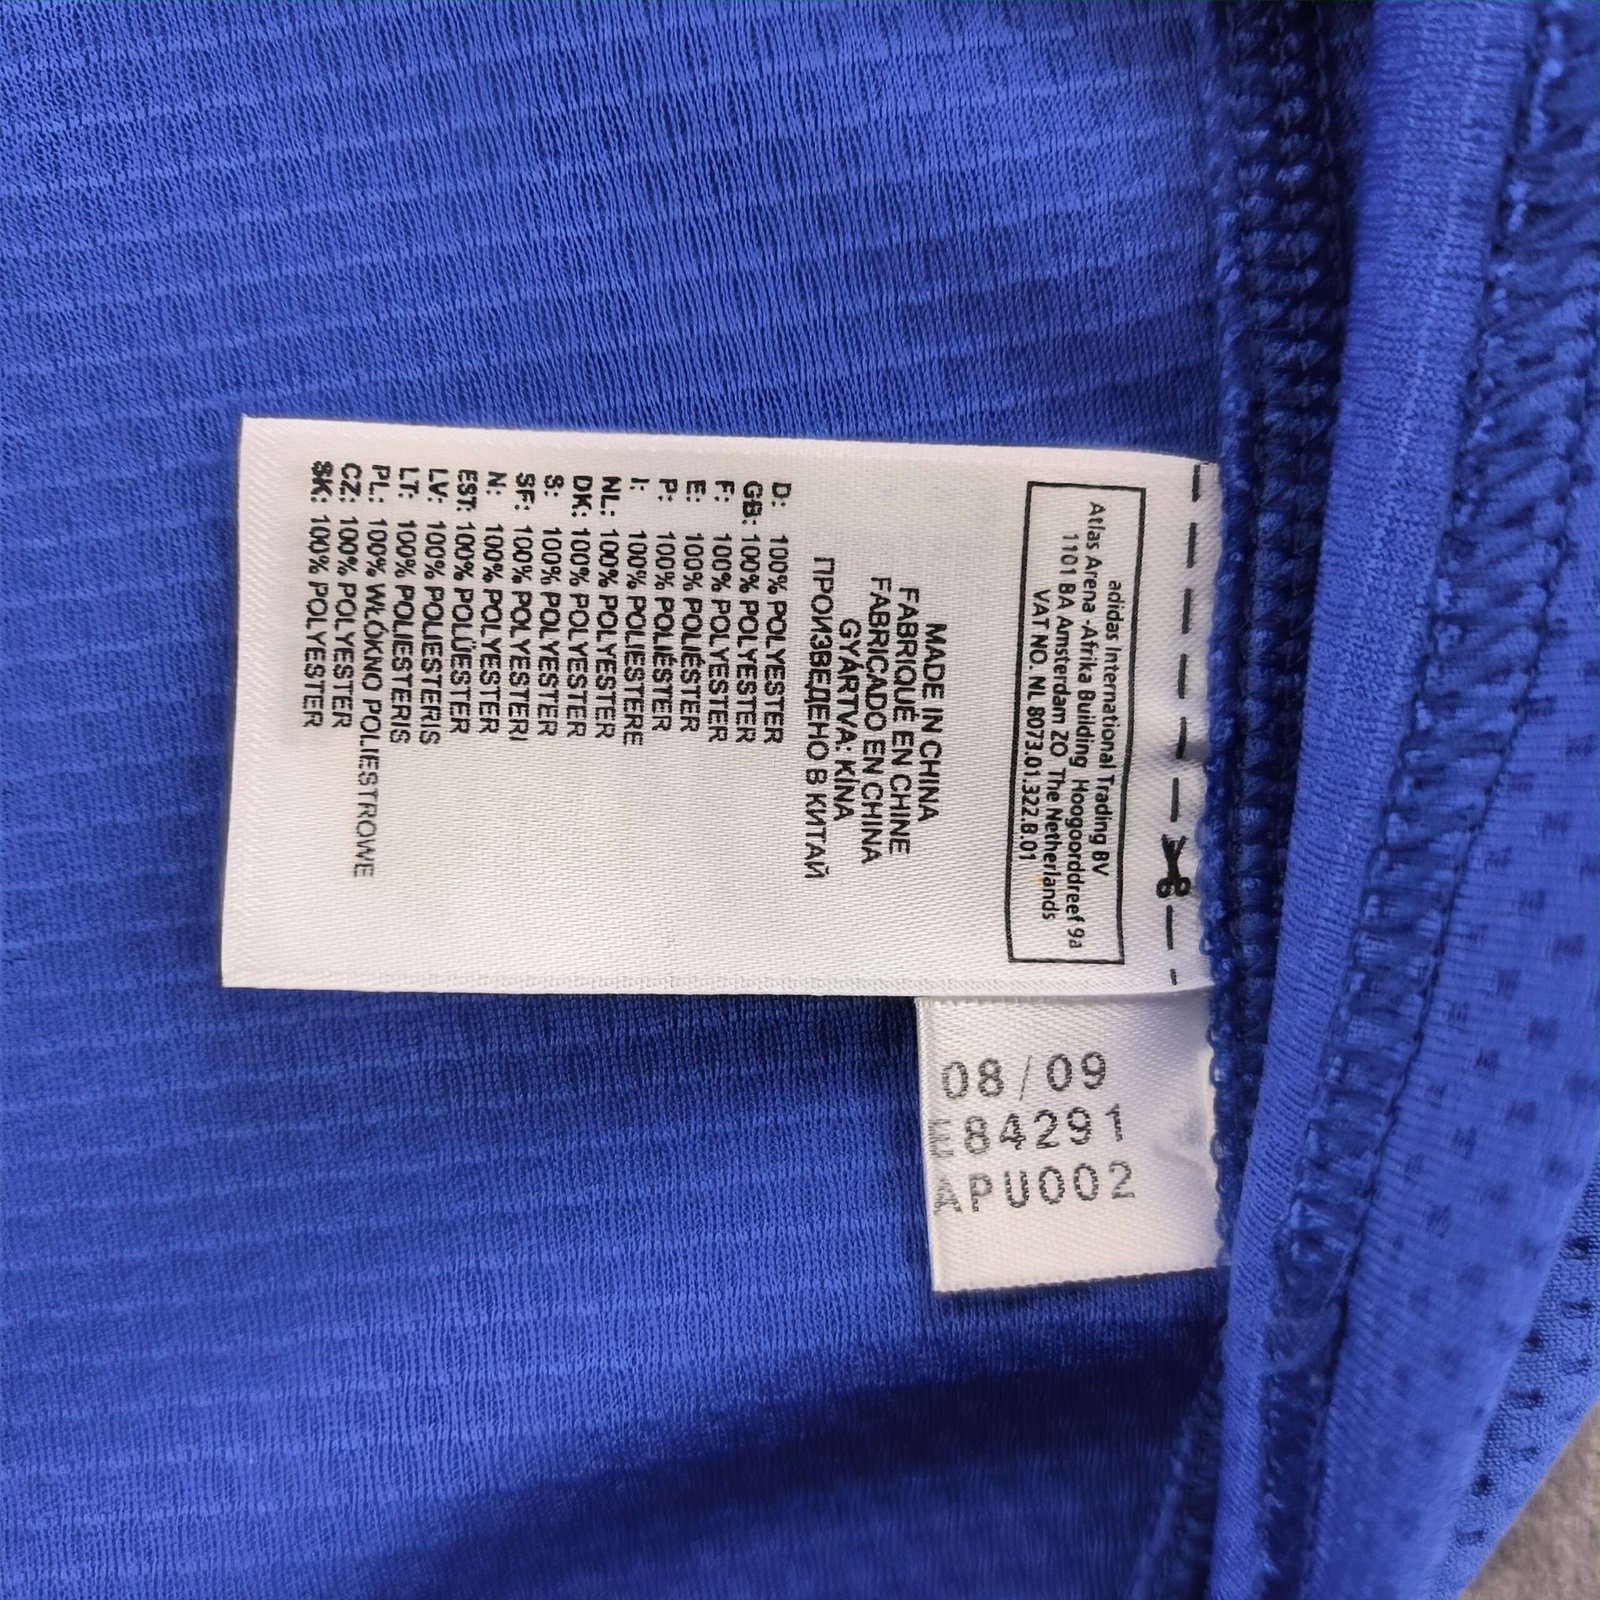 adidas International Trading BV
Atlas Arena -Afrika Building Hoogoorddreef 9a
1101 BA Amsterdam ZO The Netherlands
VAT NO. NL 8073.01.322.B.01
MADE IN CHINA
FABRIQUÉ EN CHINE
FABRICADO EN CHINA
GYÁRTVA: KÍNA
ПРОИЗВЕДЕНО В КИТАЙ
D: 100% POLYESTER
GB: 100% POLYESTER
F: 100% POLYESTER
E: 100% POLIÉSTER
P: 100% POLIÉSTER
I: 100% POLIESTERE
NL: 100% POLYESTER
DK: 100% POLYESTER
S: 100% POLYESTER
SF: 100% POLYESTERI
N: 100% POLYESTER
EST: 100% POLÜESTER
LV: 100% POLIESTERIS
LT: 100% POLIESTERIS
PL: 100% WŁÓKNO POLIESTROWE
CZ: 100% POLYESTER
SK: 100% POLYESTER
08/09